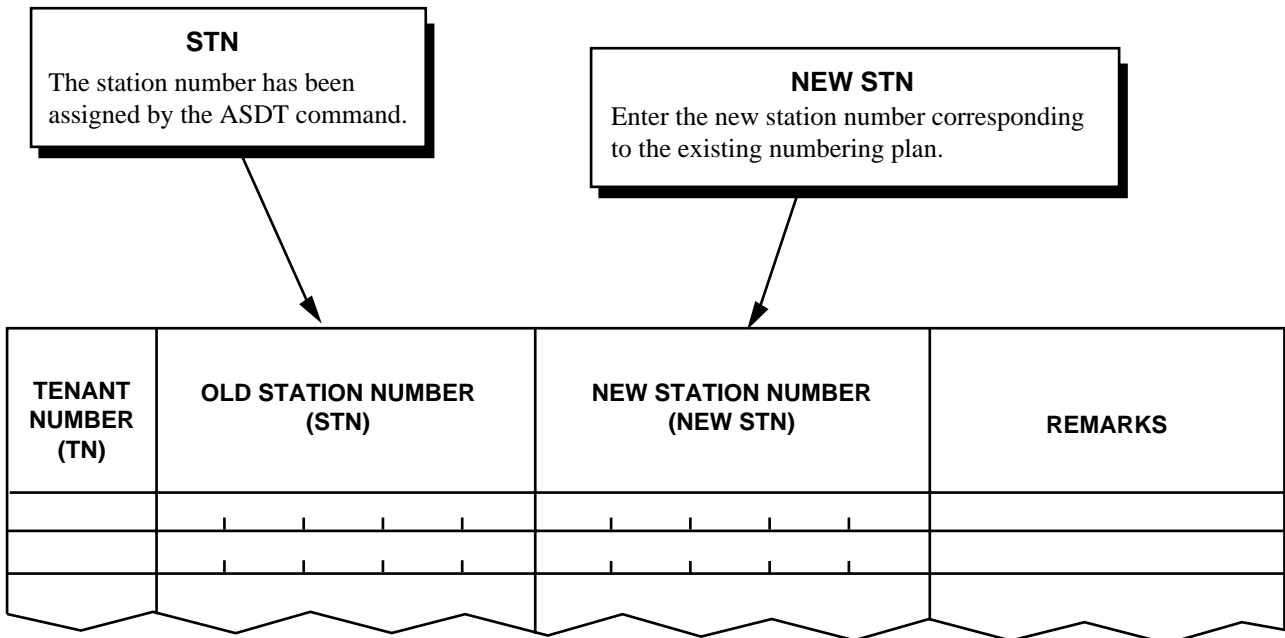 STN
The station number has been
assigned by the ASDT command.
NEW STN
Enter the new station number corresponding
to the existing numbering plan.
TENANT
NUMBER
(TN)
OLD STATION NUMBER
(STN)
NEW STATION NUMBER
(NEW STN)
REMARKS